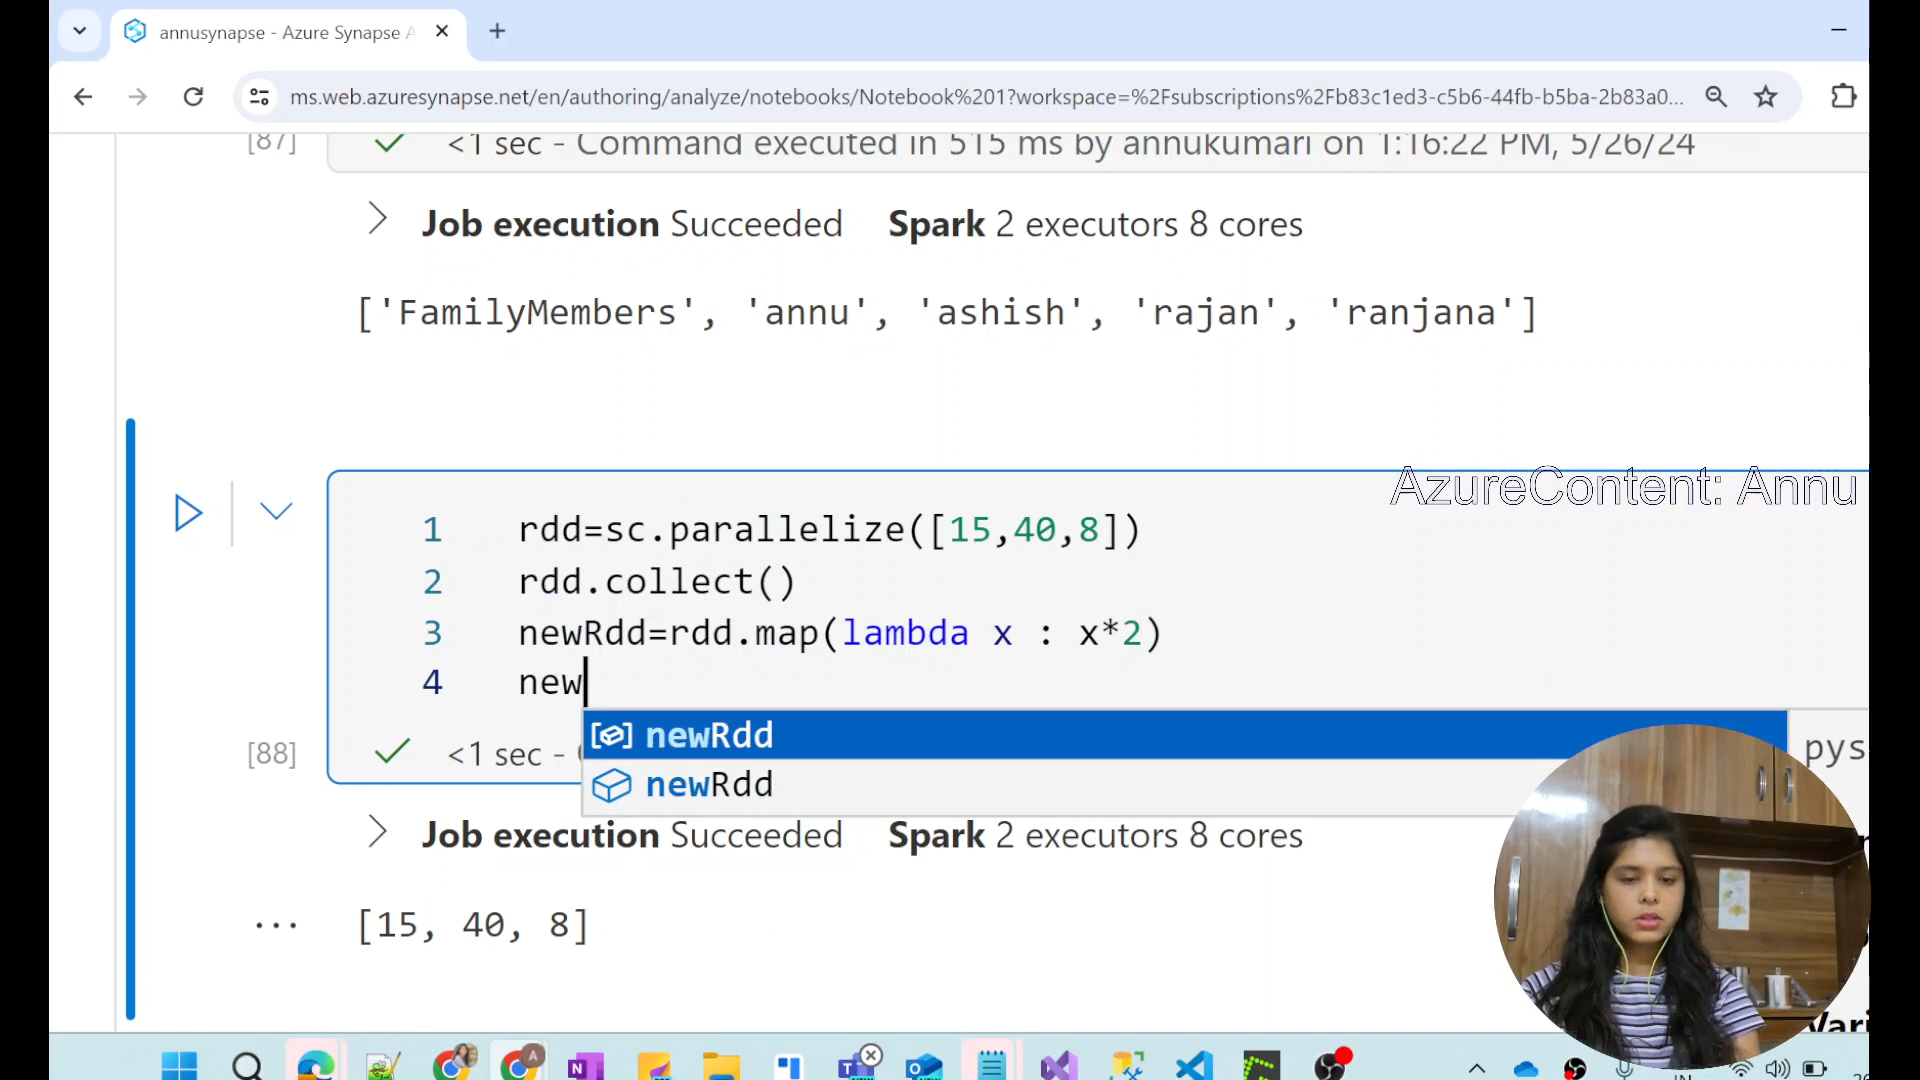 annusynapse - Azure Synapse A
ms.web.azuresynapse.net/en/authoring/analyze/notebooks/Notebook%201?workspace=%2Fsubscriptions%2Fb83c1ed3-c5b6-44fb-b5ba-2b83a0...
[87] <1 sec - Command executed in 515 ms by annukumari on 1:16:22 PM, 5/26/24
Job execution Succeeded Spark 2 executors 8 cores
['FamilyMembers', 'annu', 'ashish', 'rajan', 'ranjana']
AzureContent: Annu
1 rdd=sc.parallelize([15,40,8])
2 rdd.collect()
3 newRdd=rdd.map(lambda x : x*2)
4 new
newRdd
[88] <1 sec -
pys
newRdd
Job execution Succeeded Spark 2 executors 8 cores
[15, 40, 8]
Vari